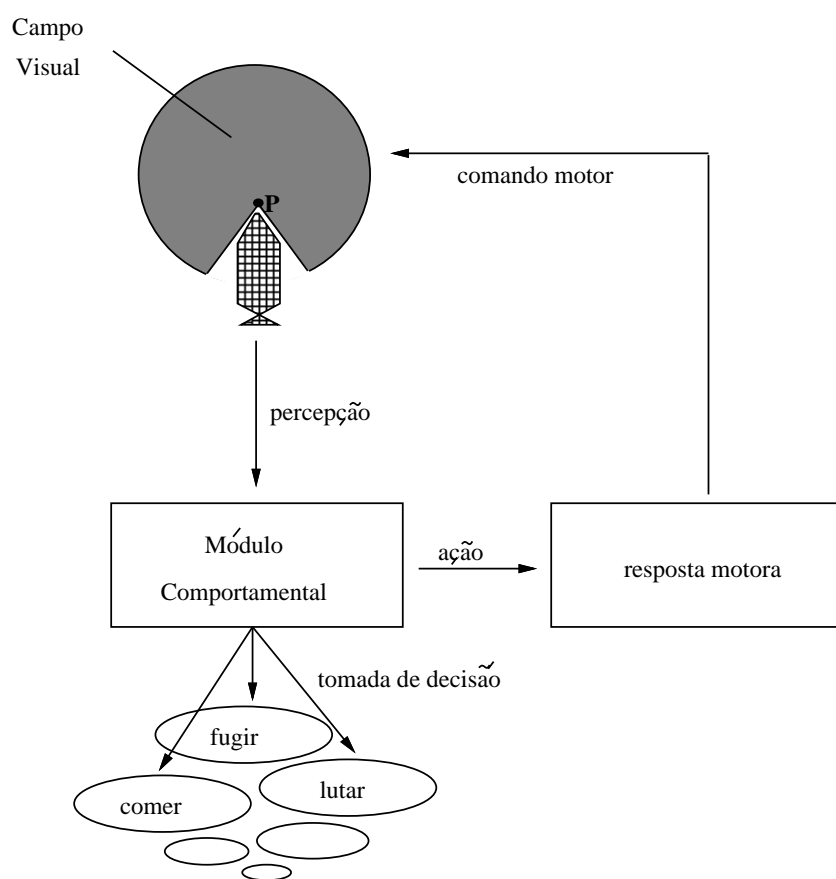 Campo
Visual
P
comando motor
percepção
Módulo
Comportamental
ação
resposta motora
tomada de decisão
fugir
lutar
comer